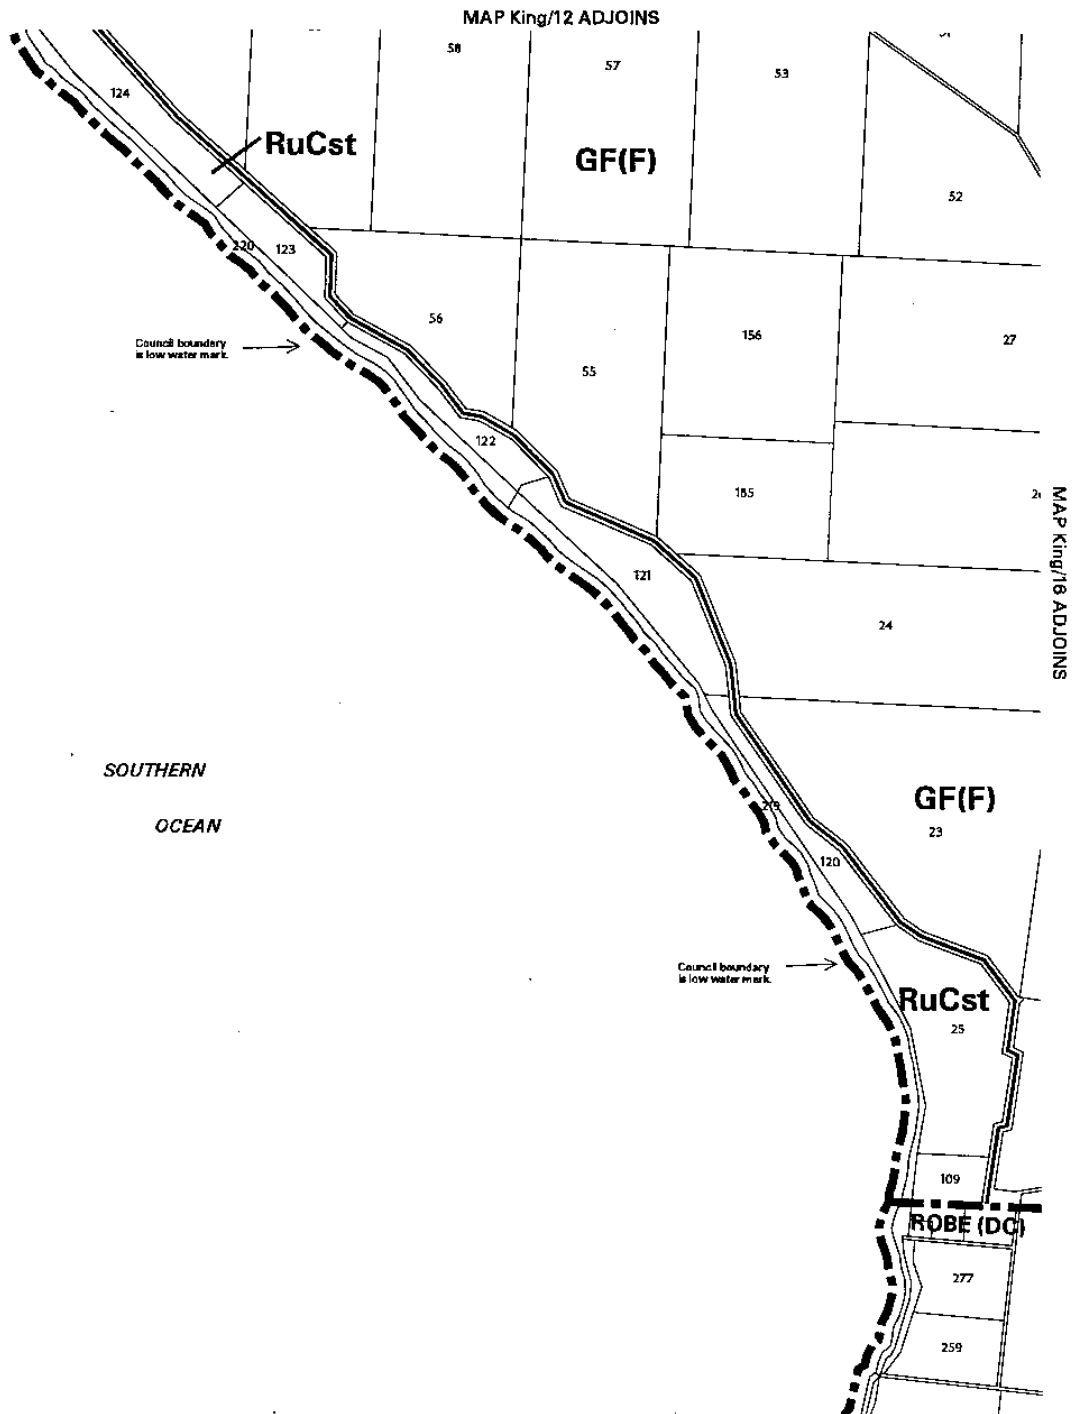 MAP King/12 ADJOINS
58
57
53
124
RuCst
GF(F)
52
220
123
56
156
27
Council boundary
is low water mark.
55
122
185
MAP King/16 ADJOINS
121
24
SOUTHERN
OCEAN
GF(F)
219
23
120
Council boundary
is low water mark.
RuCst
25
109
ROBE (DC)
277
259